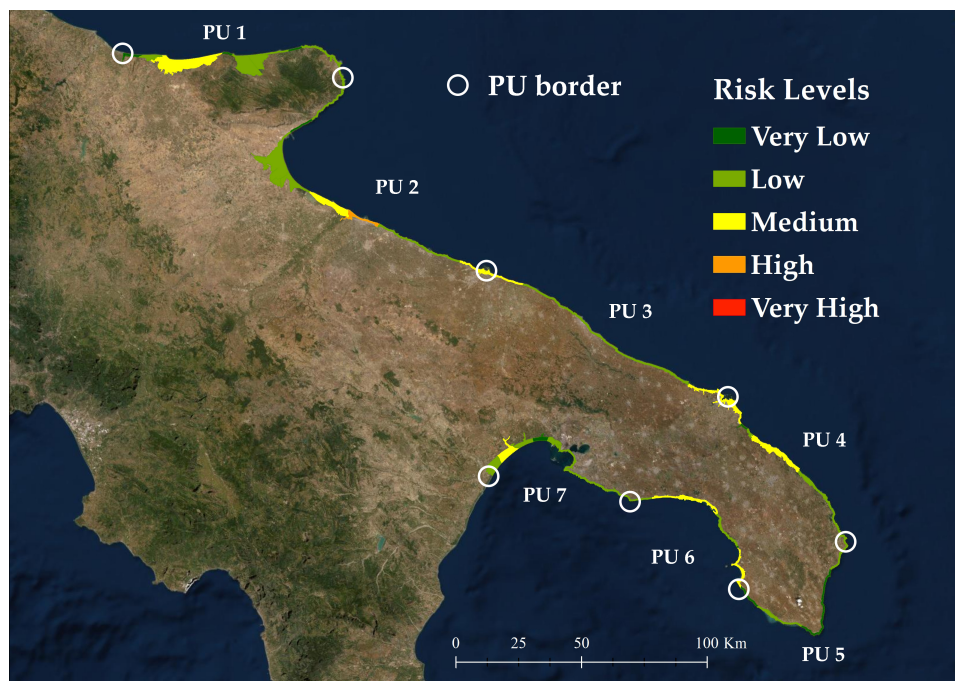 PU 1
PU border
Risk Levels
Very Low
Low
PU 2
Medium
High
Very High
PU 3
PU 4
PU 7
PU 6
PU 5
0 25 50 100 Km